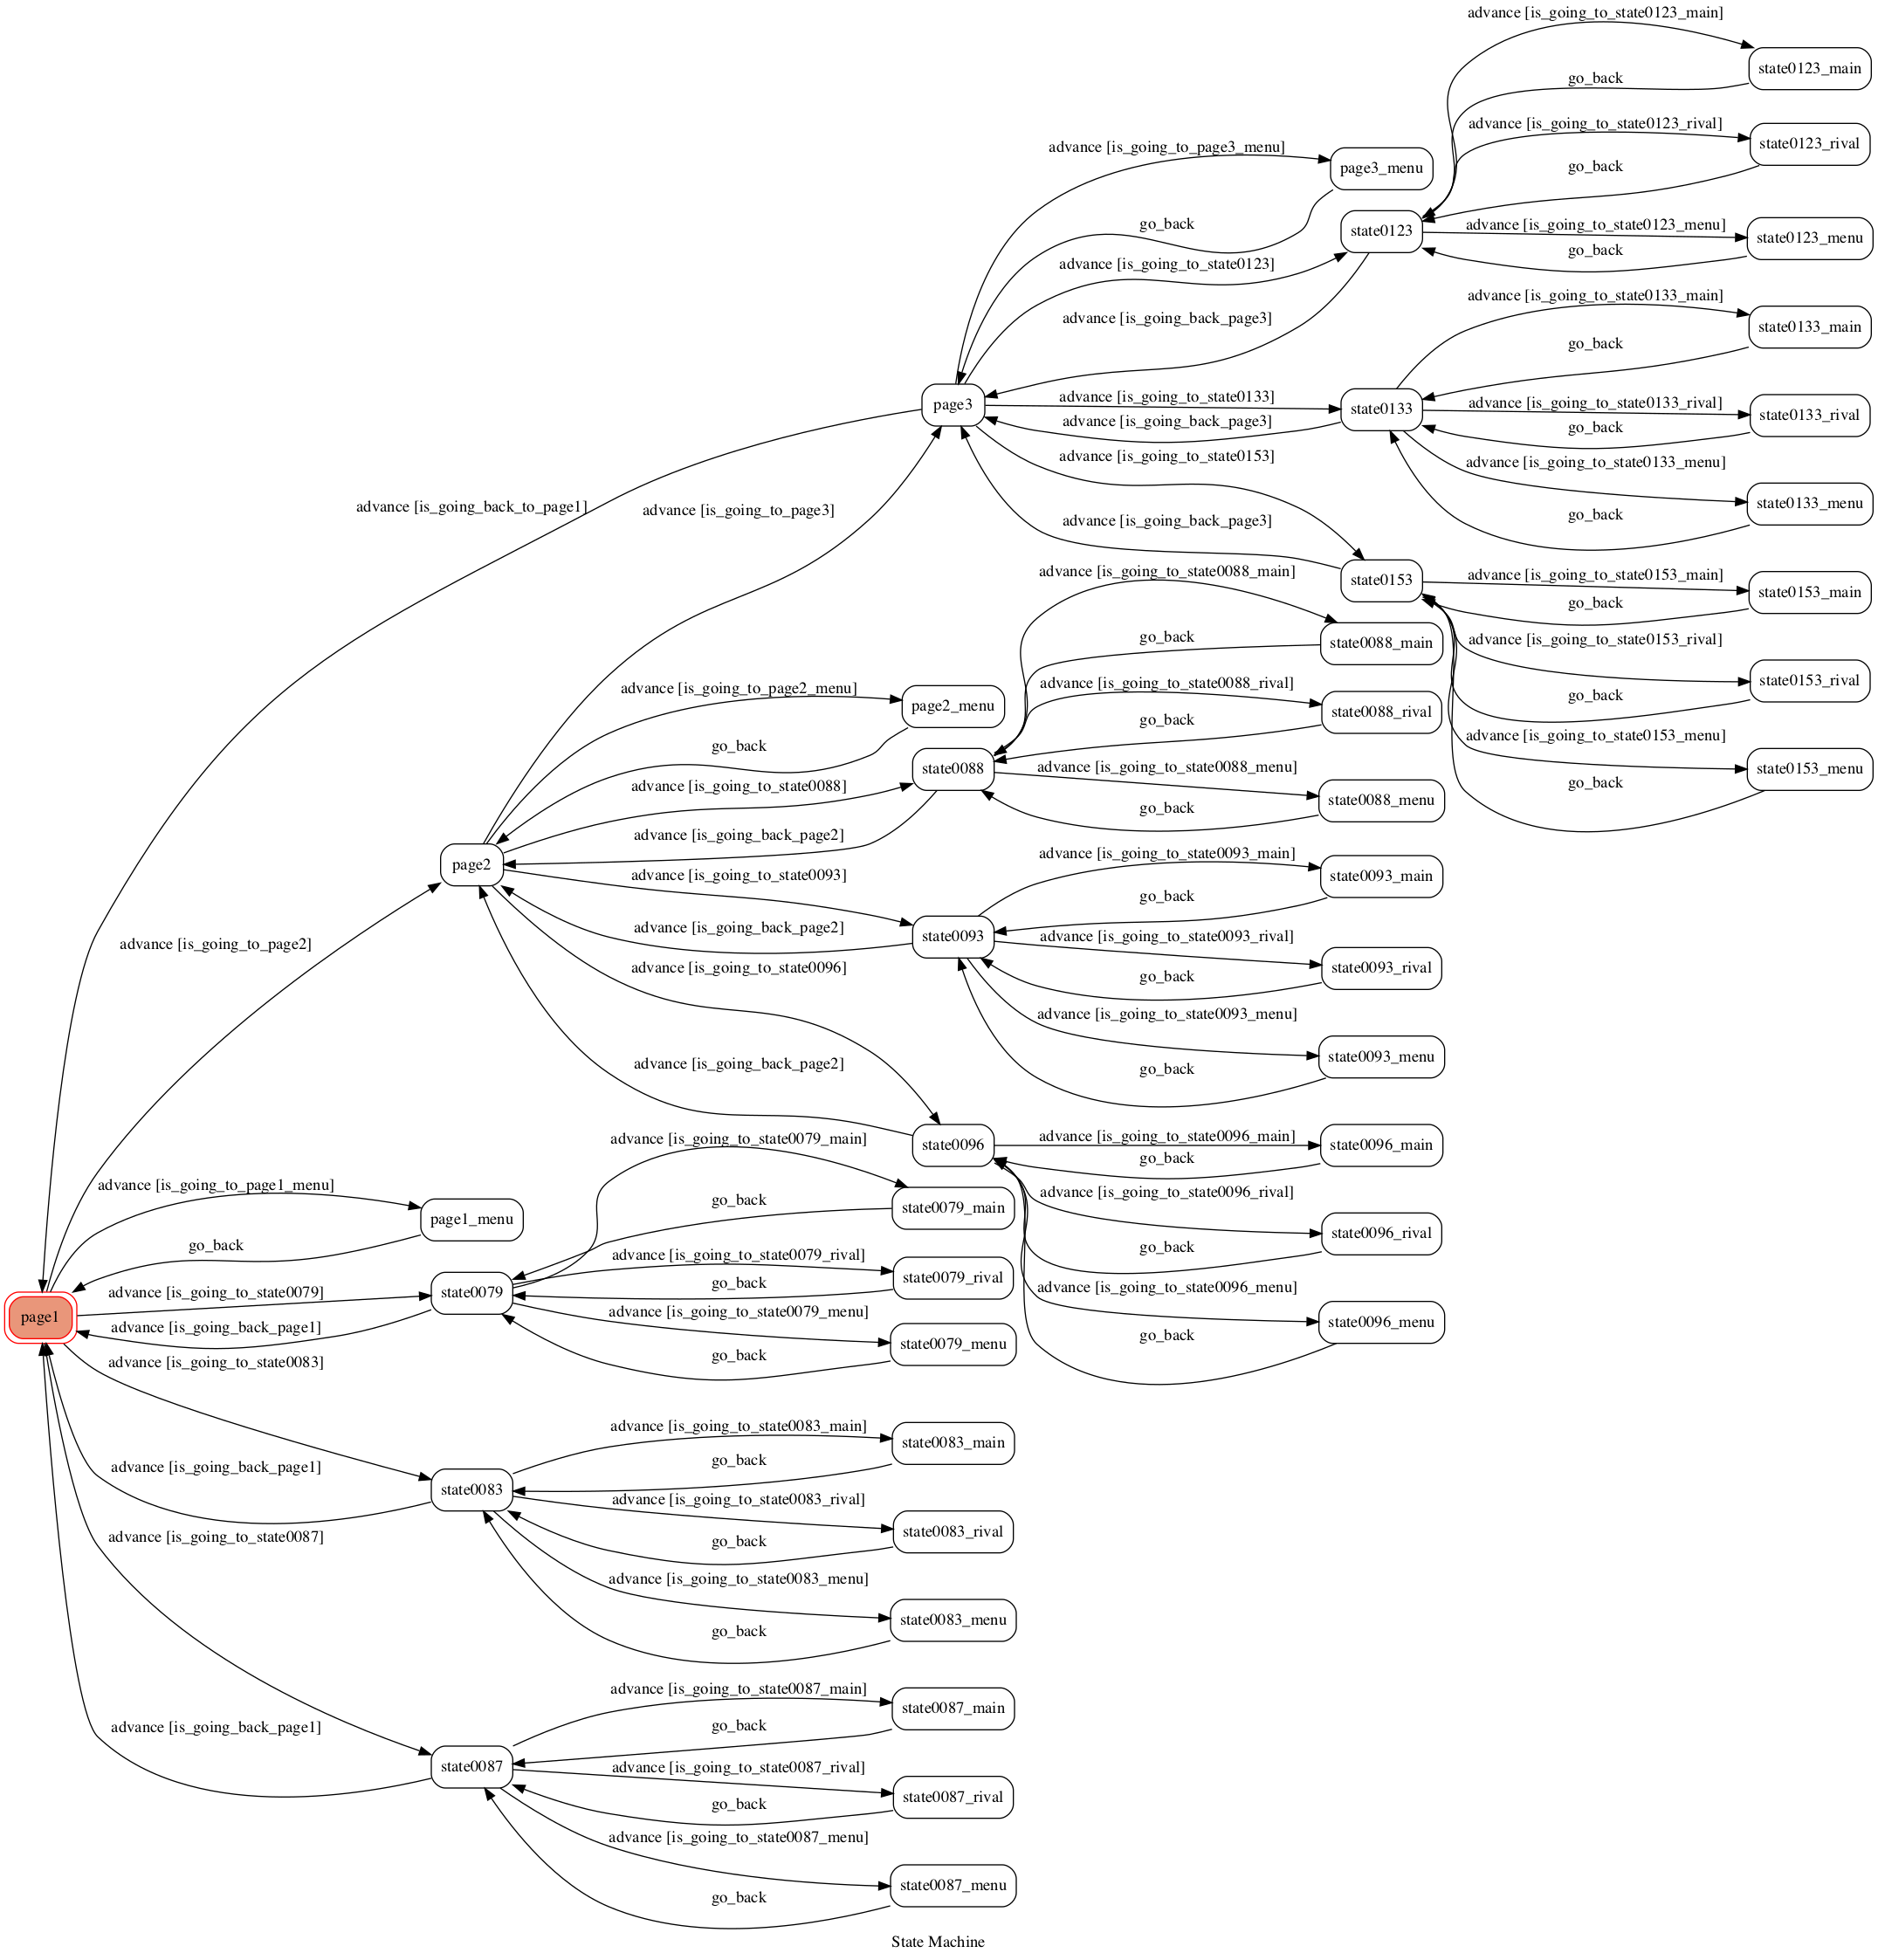 advance [is_going_to_state0123_main]
state0123_main
go_back
advance [is_going_to_state0123_rival]
state0123_rival
go_back
advance [is_going_to_page3_menu]
page3_menu
go_back
state0123
advance [is_going_to_state0123_menu]
state0123_menu
go_back
advance [is_going_to_state0123]
advance [is_going_back_page3]
advance [is_going_to_state0133_main]
state0133_main
go_back
page3
advance [is_going_to_state0133]
advance [is_going_back_page3]
state0133
advance [is_going_to_state0133_rival]
state0133_rival
go_back
advance [is_going_to_state0153]
advance [is_going_to_state0133_menu]
state0133_menu
go_back
advance [is_going_back_to_page1]
advance [is_going_to_page3]
advance [is_going_back_page3]
state0153
advance [is_going_to_state0153_main]
state0153_main
go_back
advance [is_going_to_state0088_main]
state0088_main
go_back
advance [is_going_to_state0153_rival]
state0153_rival
go_back
advance [is_going_to_page2_menu]
page2_menu
go_back
advance [is_going_to_state0088_rival]
state0088_rival
go_back
advance [is_going_to_state0153_menu]
state0153_menu
go_back
state0088
advance [is_going_to_state0088]
advance [is_going_to_state0088_menu]
state0088_menu
go_back
advance [is_going_back_page2]
page2
advance [is_going_to_state0093]
advance [is_going_to_state0093_main]
state0093_main
go_back
advance [is_going_back_page2]
state0093
advance [is_going_to_state0093_rival]
state0093_rival
go_back
advance [is_going_to_page2]
advance [is_going_to_state0096]
advance [is_going_to_state0093_menu]
state0093_menu
go_back
advance [is_going_back_page2]
state0096
advance [is_going_to_state0096_main]
state0096_main
go_back
advance [is_going_to_state0079_main]
state0079_main
go_back
advance [is_going_to_state0096_rival]
state0096_rival
go_back
advance [is_going_to_page1_menu]
page1_menu
go_back
advance [is_going_to_state0079_rival]
state0079_rival
go_back
advance [is_going_to_state0096_menu]
state0096_menu
go_back
page1
advance [is_going_to_state0079]
state0079
advance [is_going_back_page1]
advance [is_going_to_state0079_menu]
state0079_menu
go_back
advance [is_going_to_state0083]
advance [is_going_to_state0083_main]
state0083_main
go_back
advance [is_going_back_page1]
state0083
advance [is_going_to_state0083_rival]
state0083_rival
go_back
advance [is_going_to_state0087]
advance [is_going_to_state0083_menu]
state0083_menu
go_back
advance [is_going_to_state0087_main]
state0087_main
go_back
advance [is_going_back_page1]
state0087
advance [is_going_to_state0087_rival]
state0087_rival
go_back
advance [is_going_to_state0087_menu]
state0087_menu
go_back
State Machine